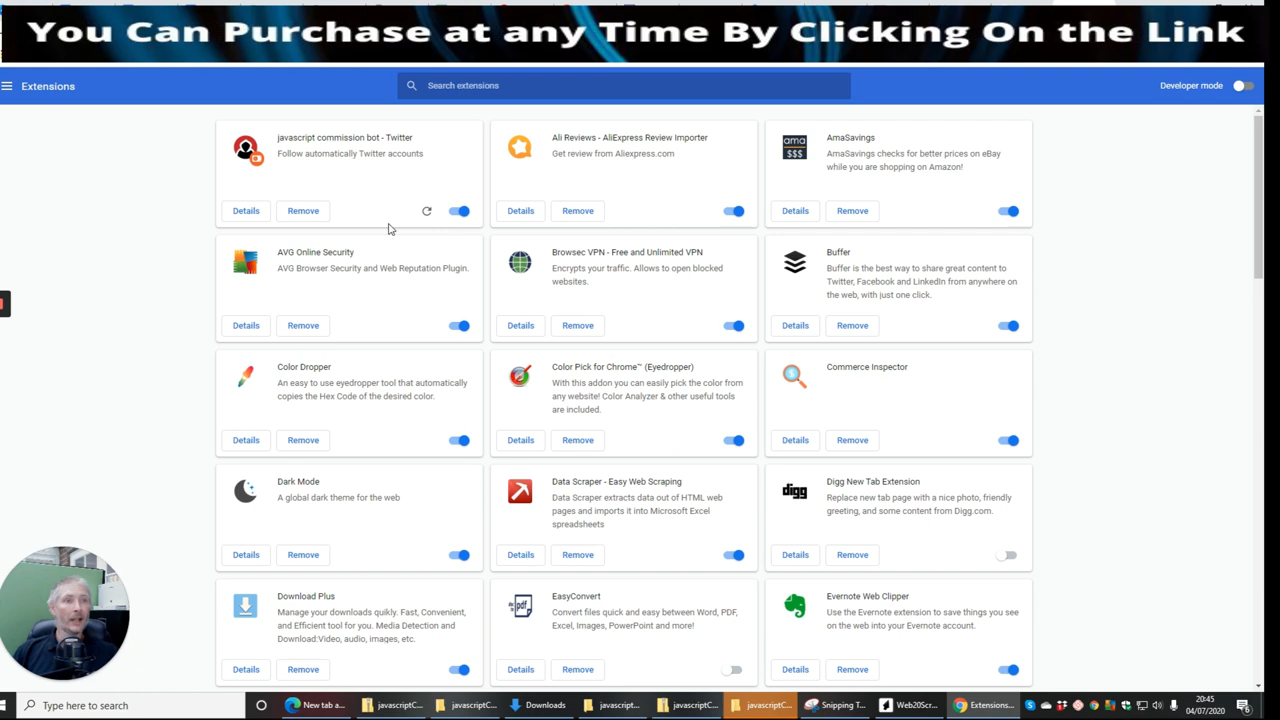 You Can Purchase at any Time By Clicking On the Link
Extensions
Search extensions
Developer mode
javascript commission bot - Twitter
Follow automatically Twitter accounts
Details
Remove
Ali Reviews - AliExpress Review Importer
Get review from Aliexpress.com
Details
Remove
AmaSavings
AmaSavings checks for better prices on eBay
while you are shopping on Amazon!
Details
Remove
ama
$$$
AVG Online Security
AVG Browser Security and Web Reputation Plugin.
Details
Remove
Browsec VPN - Free and Unlimited VPN
Encrypts your traffic. Allows to open blocked
websites.
Details
Remove
Buffer
Buffer is the best way to share great content to
Twitter, Facebook and LinkedIn from anywhere on
the web, with just one click.
Details
Remove
Color Dropper
An easy to use eyedropper tool that automatically
copies the Hex Code of the desired color.
Details
Remove
Color Pick for Chrome™ (Eyedropper)
With this addon you can easily pick the color from
any website! Color Analyzer & other useful tools
are included.
Details
Remove
Commerce Inspector
Details
Remove
Dark Mode
A global dark theme for the web
Details
Remove
Data Scraper - Easy Web Scraping
Data Scraper extracts data out of HTML web
pages and imports it into Microsoft Excel
spreadsheets
Details
Remove
digg
Digg New Tab Extension
Replace new tab page with a nice photo, friendly
greeting, and some content from Digg.com.
Details
Remove
Download Plus
Manage your downloads quikly. Fast, Convenient,
and Efficient tool for you. Media Detection and
Download:Video, audio, images, etc.
Details
Remove
pdf
EasyConvert
Convert files quick and easy between Word, PDF,
Excel, Images, PowerPoint and more!
Details
Remove
Evernote Web Clipper
Use the Evernote extension to save things you see
on the web into your Evernote account.
Details
Remove
Type here to search
New tab a...
javascriptC...
javascriptC...
Downloads
javascript...
javascriptC...
javascriptC...
Snipping T...
Web20Scr...
Extensions...
20:45
04/07/2020